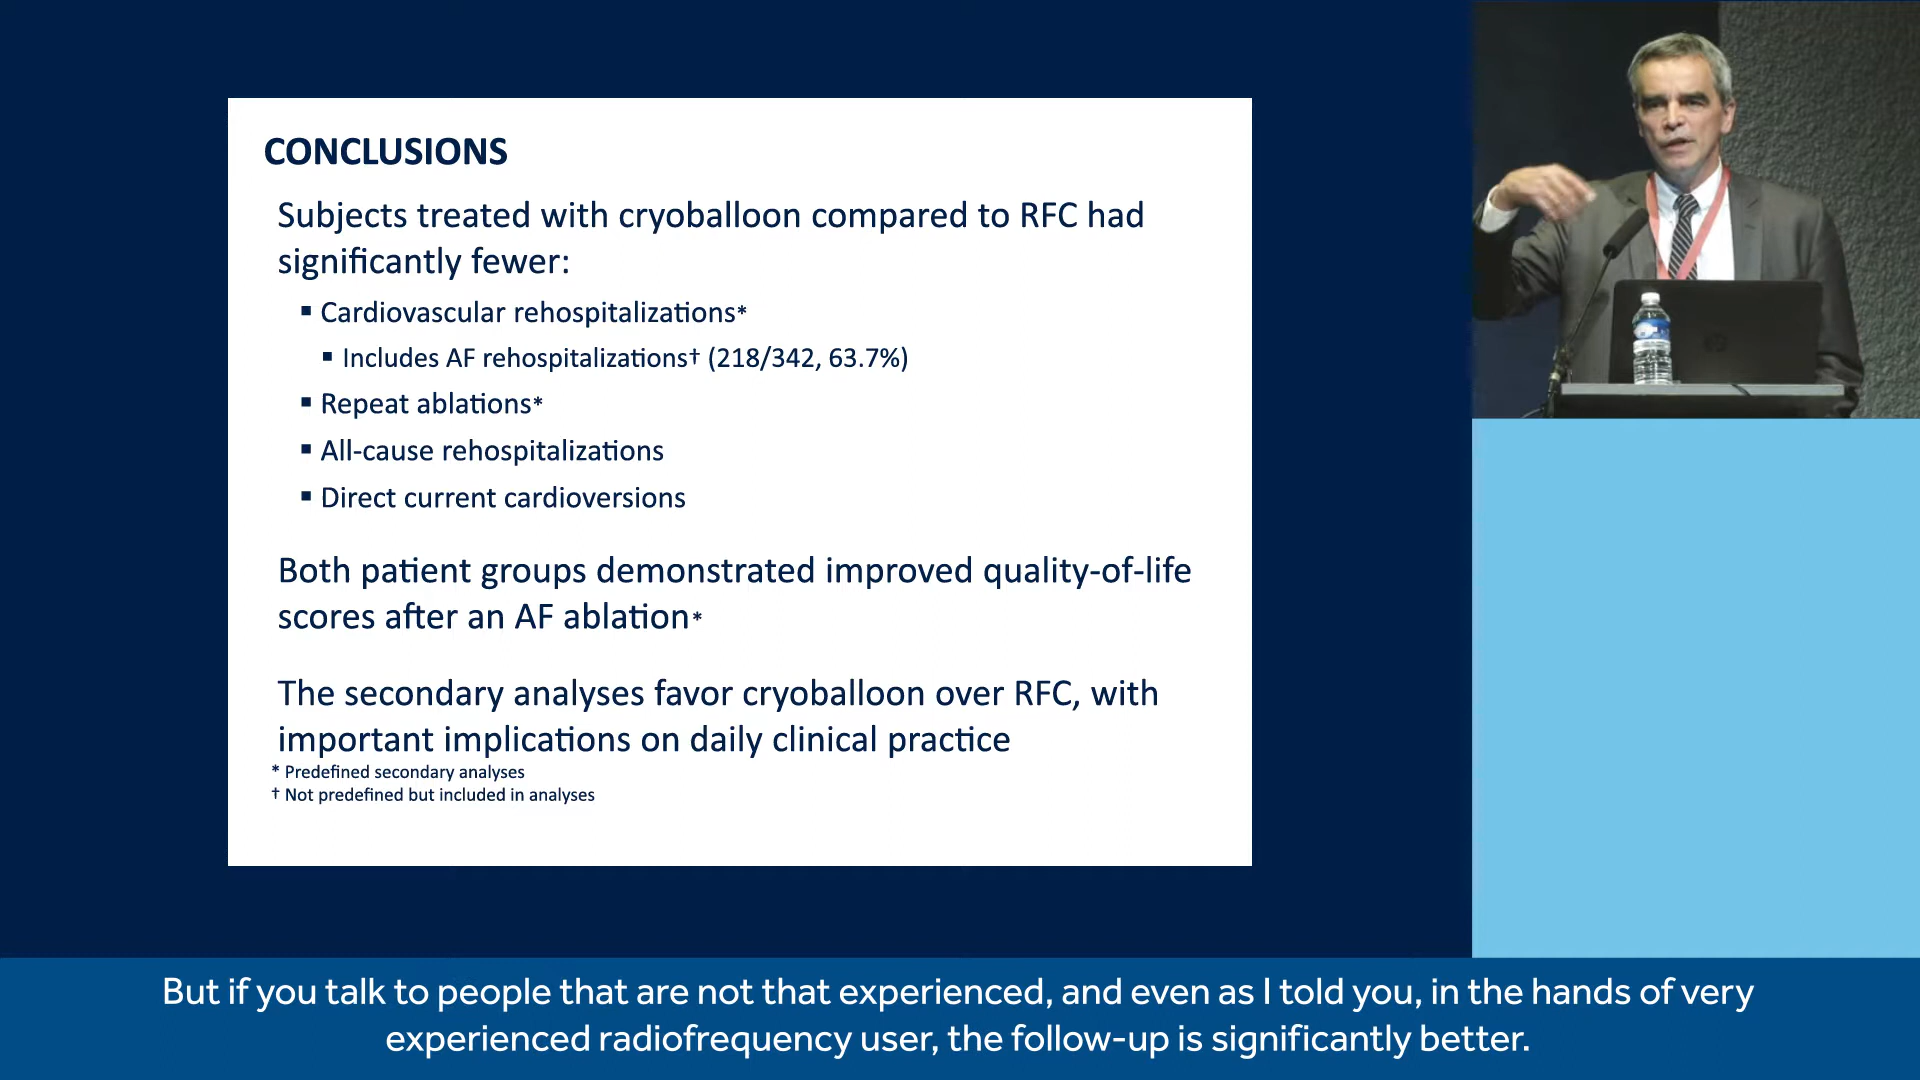 CONCLUSIONS
Subjects treated with cryoballoon compared to RFC had
significantly fewer:
▪ Cardiovascular rehospitalizations*
▪ Includes AF rehospitalizations† (218/342, 63.7%)
▪ Repeat ablations*
▪ All-cause rehospitalizations
▪ Direct current cardioversions
Both patient groups demonstrated improved quality-of-life
scores after an AF ablation*
The secondary analyses favor cryoballoon over RFC, with
important implications on daily clinical practice
* Predefined secondary analyses
† Not predefined but included in analyses
But if you talk to people that are not that experienced, and even as I told you, in the hands of very
experienced radiofrequency user, the follow-up is significantly better.